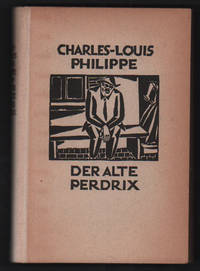 CHARLES-LOUIS
PHILIPPE
DER ALTE
PERDRIX